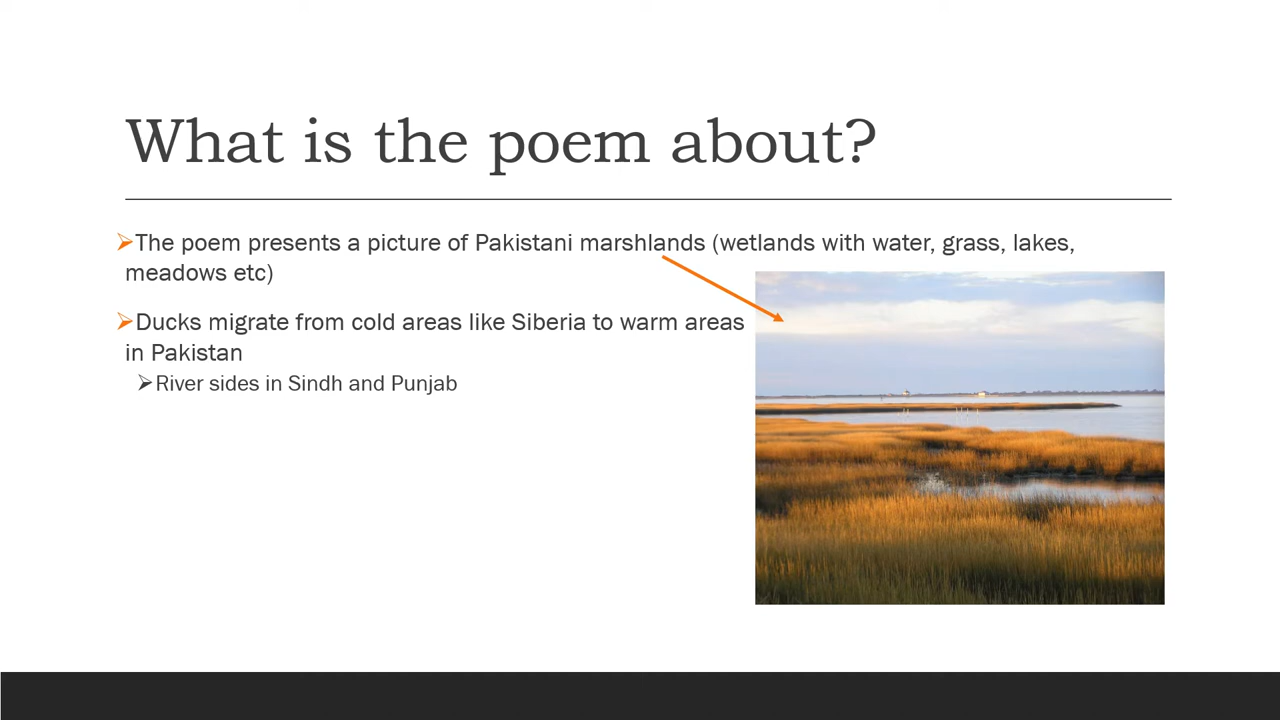 What is the poem about?
The poem presents a picture of Pakistani marshlands (wetlands with water, grass, lakes,
meadows etc)
Ducks migrate from cold areas like Siberia to warm areas
in Pakistan
River sides in Sindh and Punjab